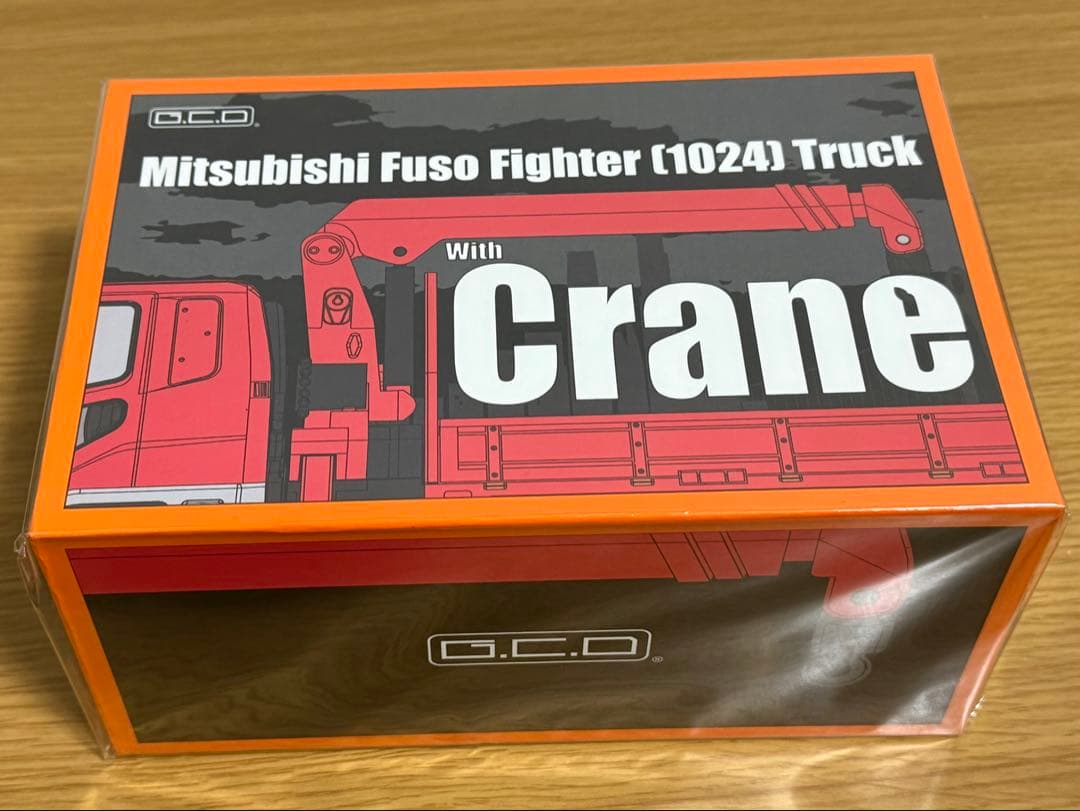 G.C.D®
Mitsubishi Fuso Fighter (1024) Truck
With
Crane
G.C.D®